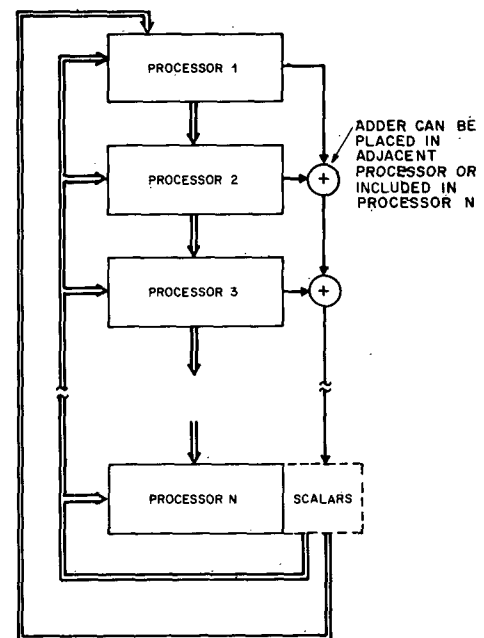 PROCESSOR 1
ADDER CAN BE
PLACED IN
ADJACENT
PROCESSOR OR
INCLUDED IN
PROCESSOR N
PROCESSOR 2
+
PROCESSOR 3
+
PROCESSOR N
SCALARS